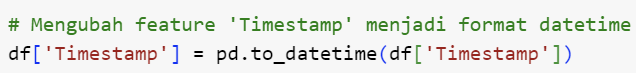 # Mengubah feature 'Timestamp' menjadi format datetime
df['Timestamp'] = pd.to_datetime(df['Timestamp'])